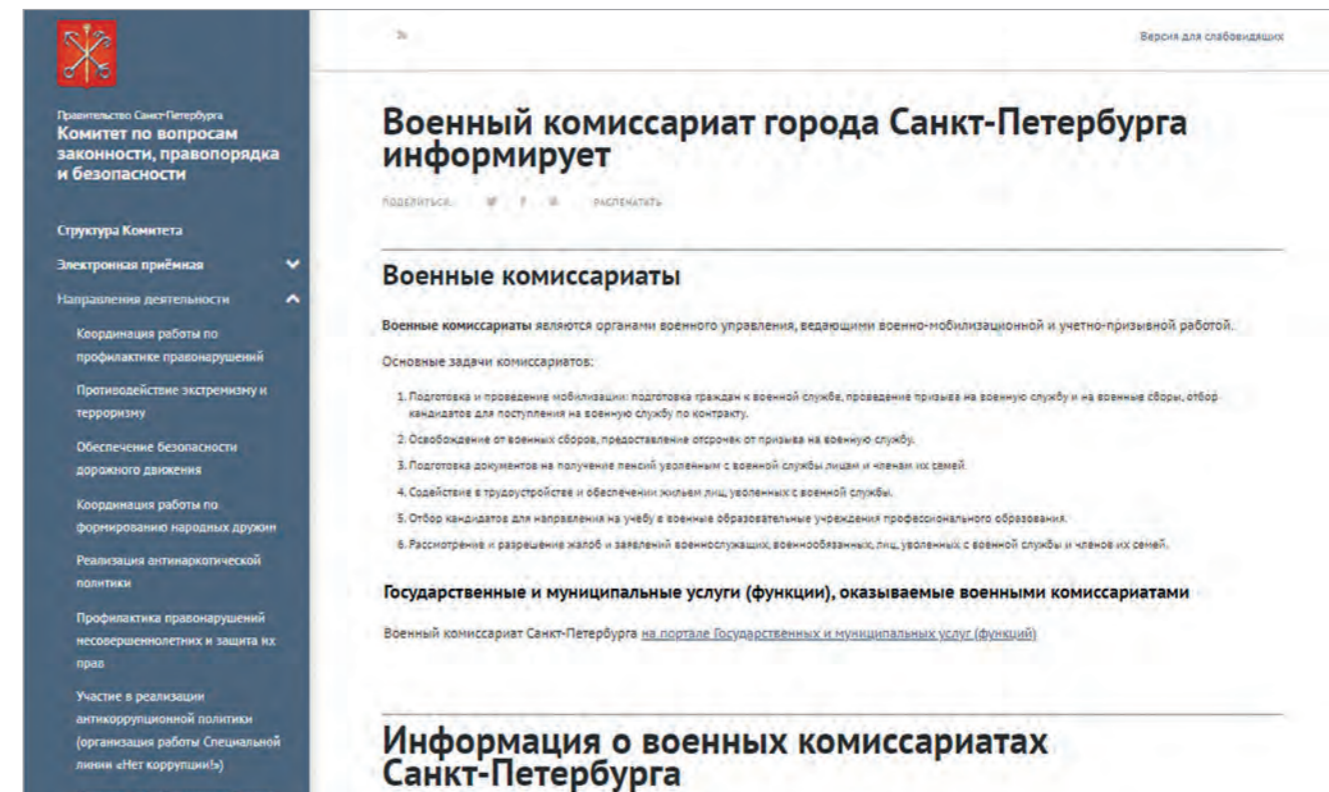 Правительство Санкт-Петербурга
Комитет по вопросам
законности, правопорядка
и безопасности
Структура Комитета
Электронная приёмная
Направления деятельности
Координация работы по
профилактике правонарушений
Противодействие экстремизму и
терроризму
Обеспечение безопасности
дорожного движения
Координация работы по
формированию народных дружин
Реализация антинаркотической
политики
Профилактика правонарушений
несовершеннолетних и защита их
прав
Участие в реализации
антикоррупционной политики
(организация работы Специальной
линии «Нет коррупции!»)
Версия для слабовидящих
Военный комиссариат города Санкт-Петербурга
информирует
ПОДЕЛИТЬСЯ: РАСПЕЧАТАТЬ
Военные комиссариаты
Военные комиссариаты являются органами военного управления, ведающими военно-мобилизационной и учетно-призывной работой.
Основные задачи комиссариатов:
1. Подготовка и проведение мобилизации: подготовка граждан к военной службе, проведение призыва на военную службу и на военные сборы, отбор
кандидатов для поступления на военную службу по контракту.
2. Освобождение от военных сборов, предоставление отсрочек от призыва на военную службу.
3. Подготовка документов на получение пенсий уволенным с военной службы лицам и членам их семей.
4. Содействие в трудоустройстве и обеспечении жильем лиц, уволенных с военной службы.
5. Отбор кандидатов для направления на учебу в военные образовательные учреждения профессионального образования.
6. Рассмотрение и разрешение жалоб и заявлений военнослужащих, военнообязанных, лиц, уволенных с военной службы и членов их семей.
Государственные и муниципальные услуги (функции), оказываемые военными комиссариатами
Военный комиссариат Санкт-Петербурга на портале Государственных и муниципальных услуг (функций)
Информация о военных комиссариатах
Санкт-Петербурга